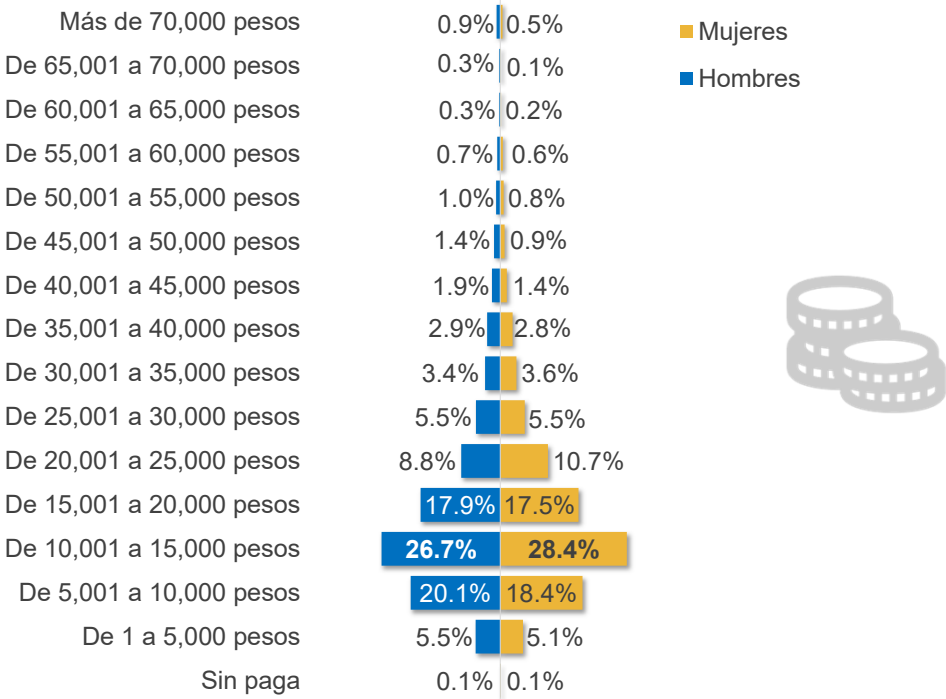 Más de 70,000 pesos 0.9% 0.5%
Mujeres
De 65,001 a 70,000 pesos 0.3% 0.1%
Hombres
De 60,001 a 65,000 pesos 0.3% 0.2%
De 55,001 a 60,000 pesos 0.7% 0.6%
De 50,001 a 55,000 pesos 1.0% 0.8%
De 45,001 a 50,000 pesos 1.4% 0.9%
De 40,001 a 45,000 pesos 1.9% 1.4%
De 35,001 a 40,000 pesos 2.9% 2.8%
De 30,001 a 35,000 pesos 3.4% 3.6%
De 25,001 a 30,000 pesos 5.5% 5.5%
De 20,001 a 25,000 pesos 8.8% 10.7%
De 15,001 a 20,000 pesos 17.9% 17.5%
De 10,001 a 15,000 pesos 26.7% 28.4%
De 5,001 a 10,000 pesos 20.1% 18.4%
De 1 a 5,000 pesos 5.5% 5.1%
Sin paga 0.1% 0.1%